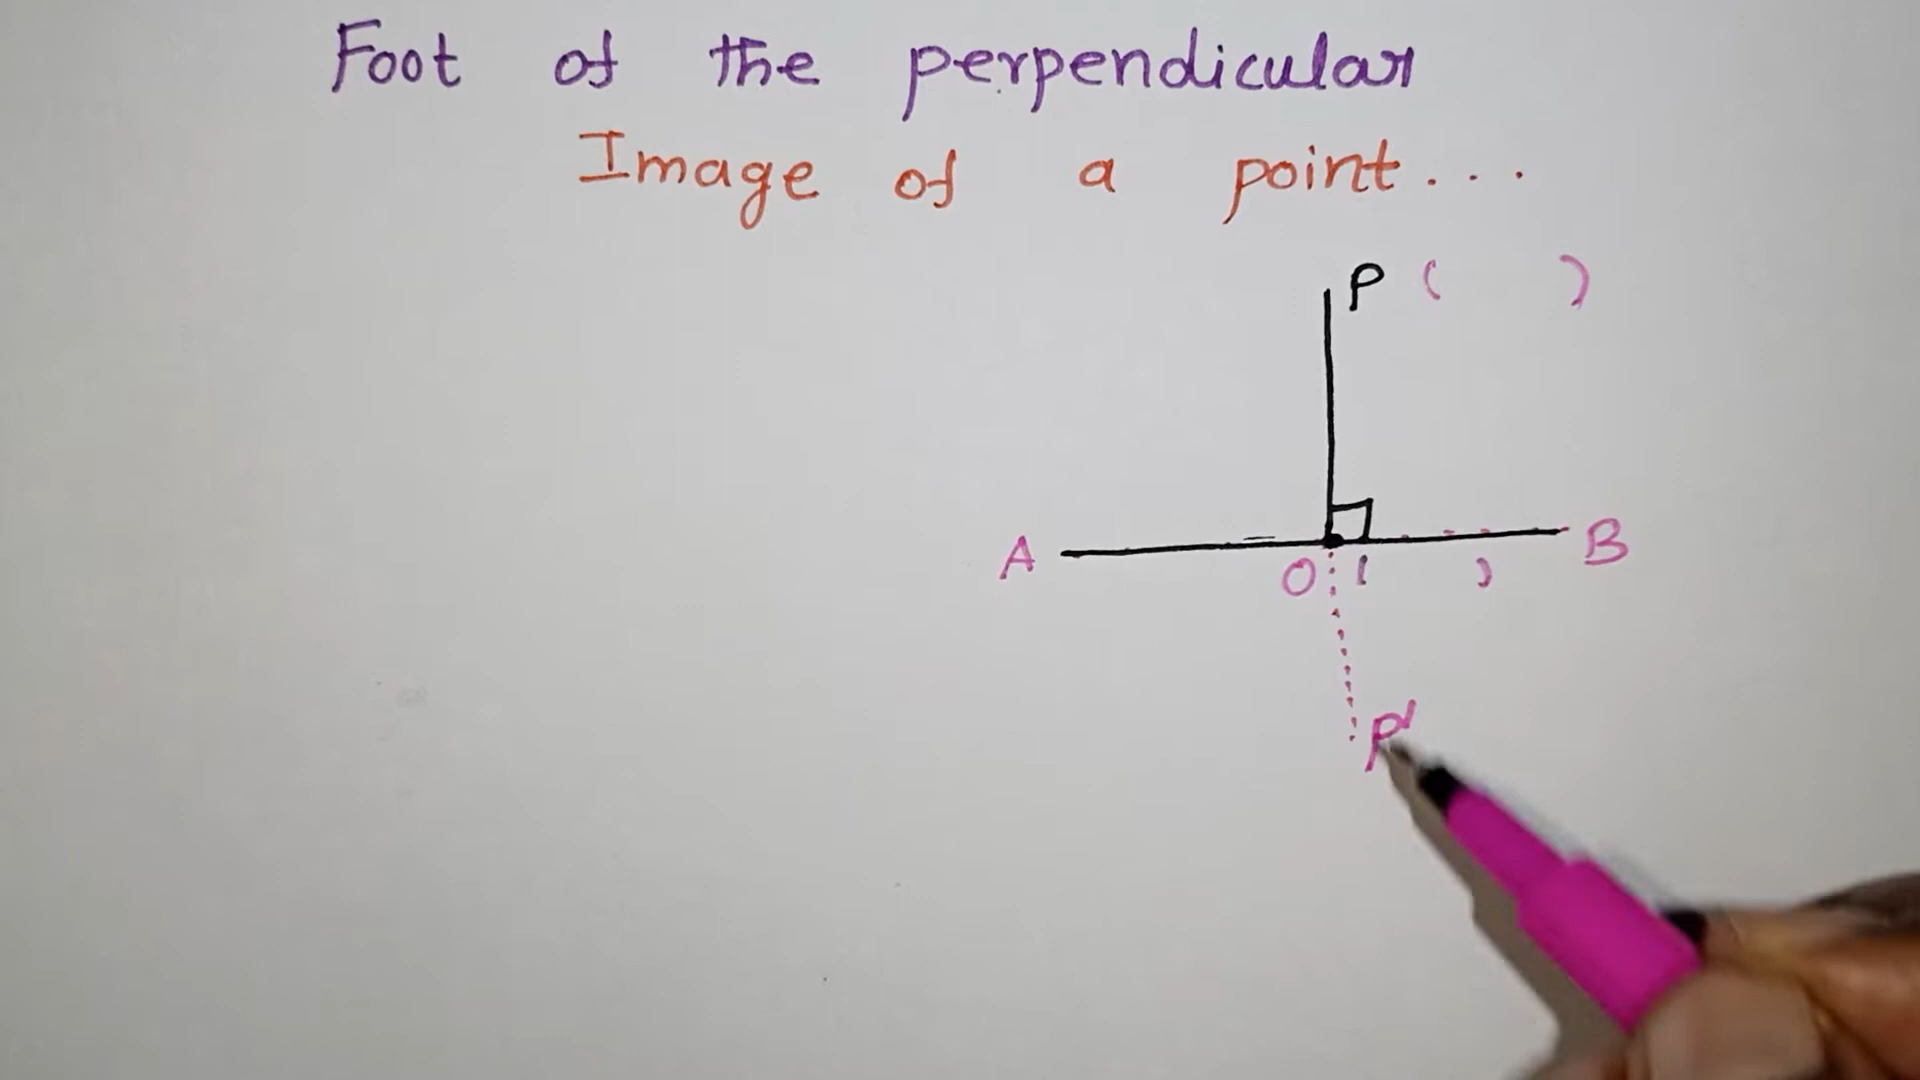 Foot of the perpendicular
Image of a point...
P (    )
A
B
O (    )
P'